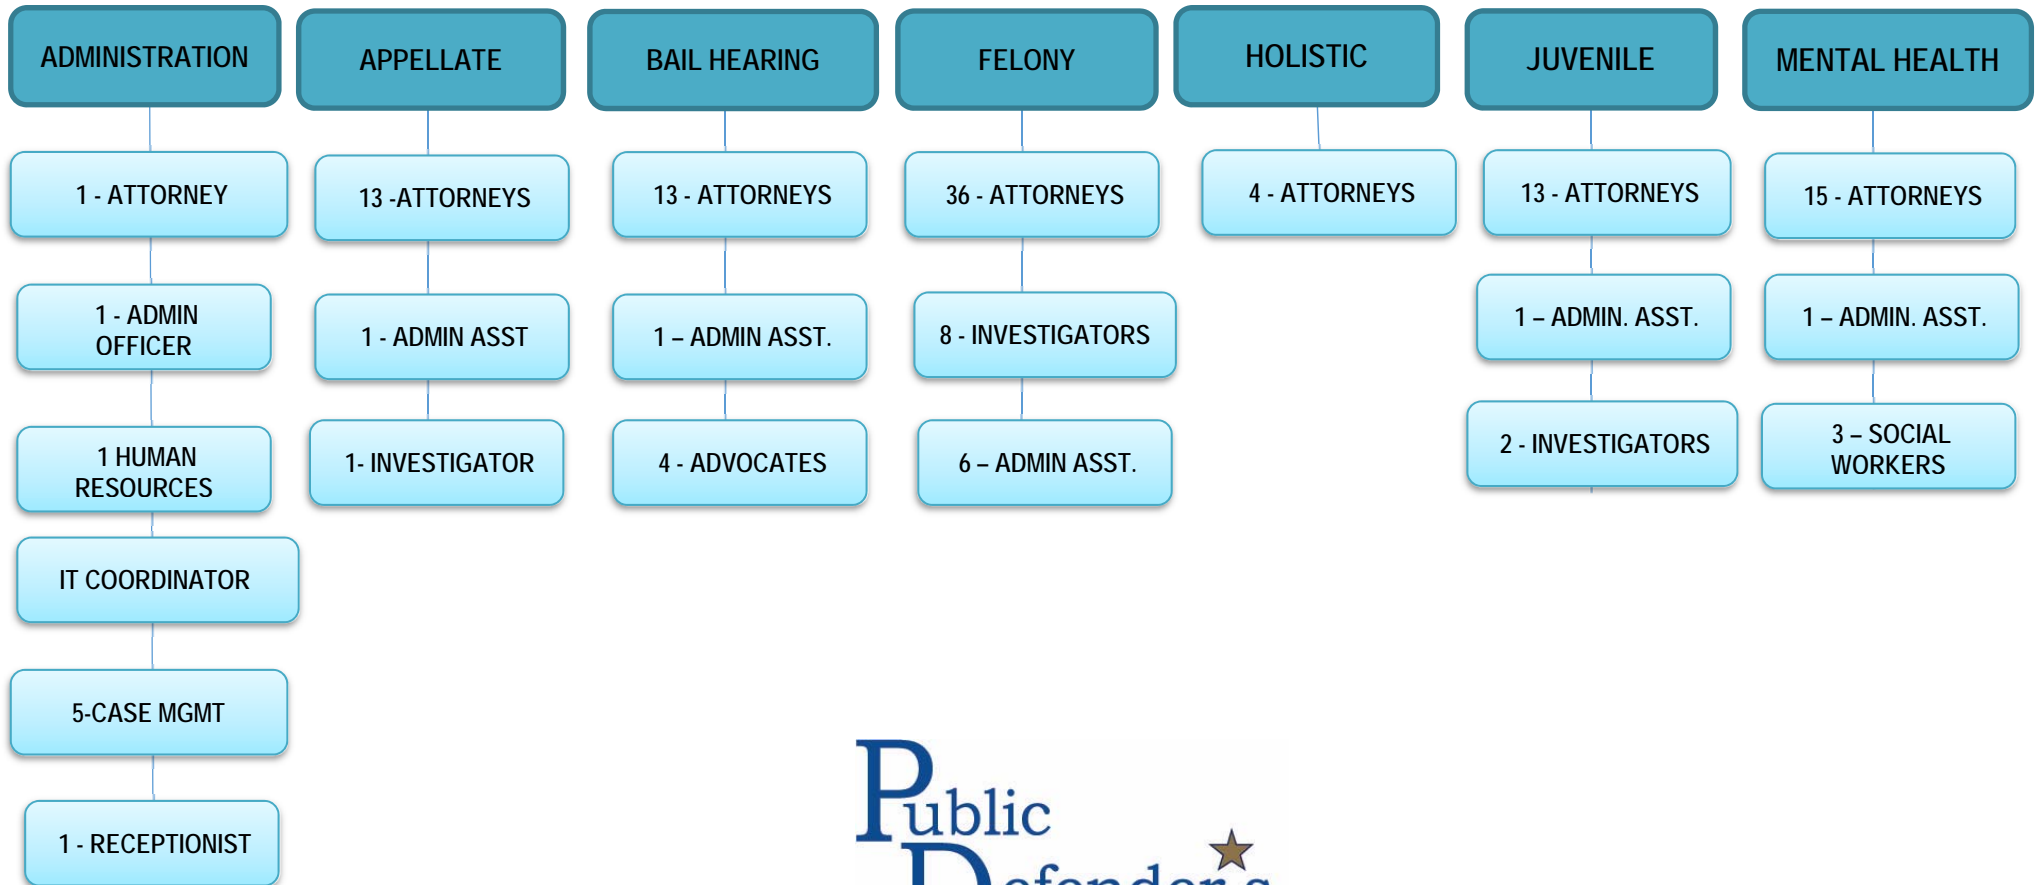 ADMINISTRATION
1 - ATTORNEY
1 - ADMIN
OFFICER
1 HUMAN
RESOURCES
IT COORDINATOR
5-CASE MGMT
1 - RECEPTIONIST
APPELLATE
13 -ATTORNEYS
1 - ADMIN ASST
1- INVESTIGATOR
BAIL HEARING
13 - ATTORNEYS
1 – ADMIN ASST.
4 - ADVOCATES
FELONY
36 - ATTORNEYS
8 - INVESTIGATORS
6 – ADMIN ASST.
HOLISTIC
4 - ATTORNEYS
JUVENILE
13 - ATTORNEYS
1 – ADMIN. ASST.
2 - INVESTIGATORS
MENTAL HEALTH
15 - ATTORNEYS
1 – ADMIN. ASST.
3 – SOCIAL
WORKERS
Public
Defender's